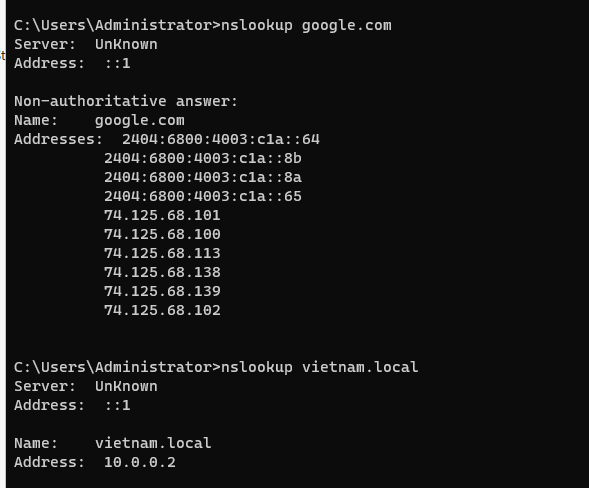 C:\Users\Administrator>nslookup google.com
Server:  UnKnown
Address:  ::1
Non-authoritative answer:
Name:    google.com
Addresses:  2404:6800:4003:c1a::64
2404:6800:4003:c1a::8b
2404:6800:4003:c1a::8a
2404:6800:4003:c1a::65
74.125.68.101
74.125.68.100
74.125.68.113
74.125.68.138
74.125.68.139
74.125.68.102
C:\Users\Administrator>nslookup vietnam.local
Server:  UnKnown
Address:  ::1
Name:    vietnam.local
Address:  10.0.0.2